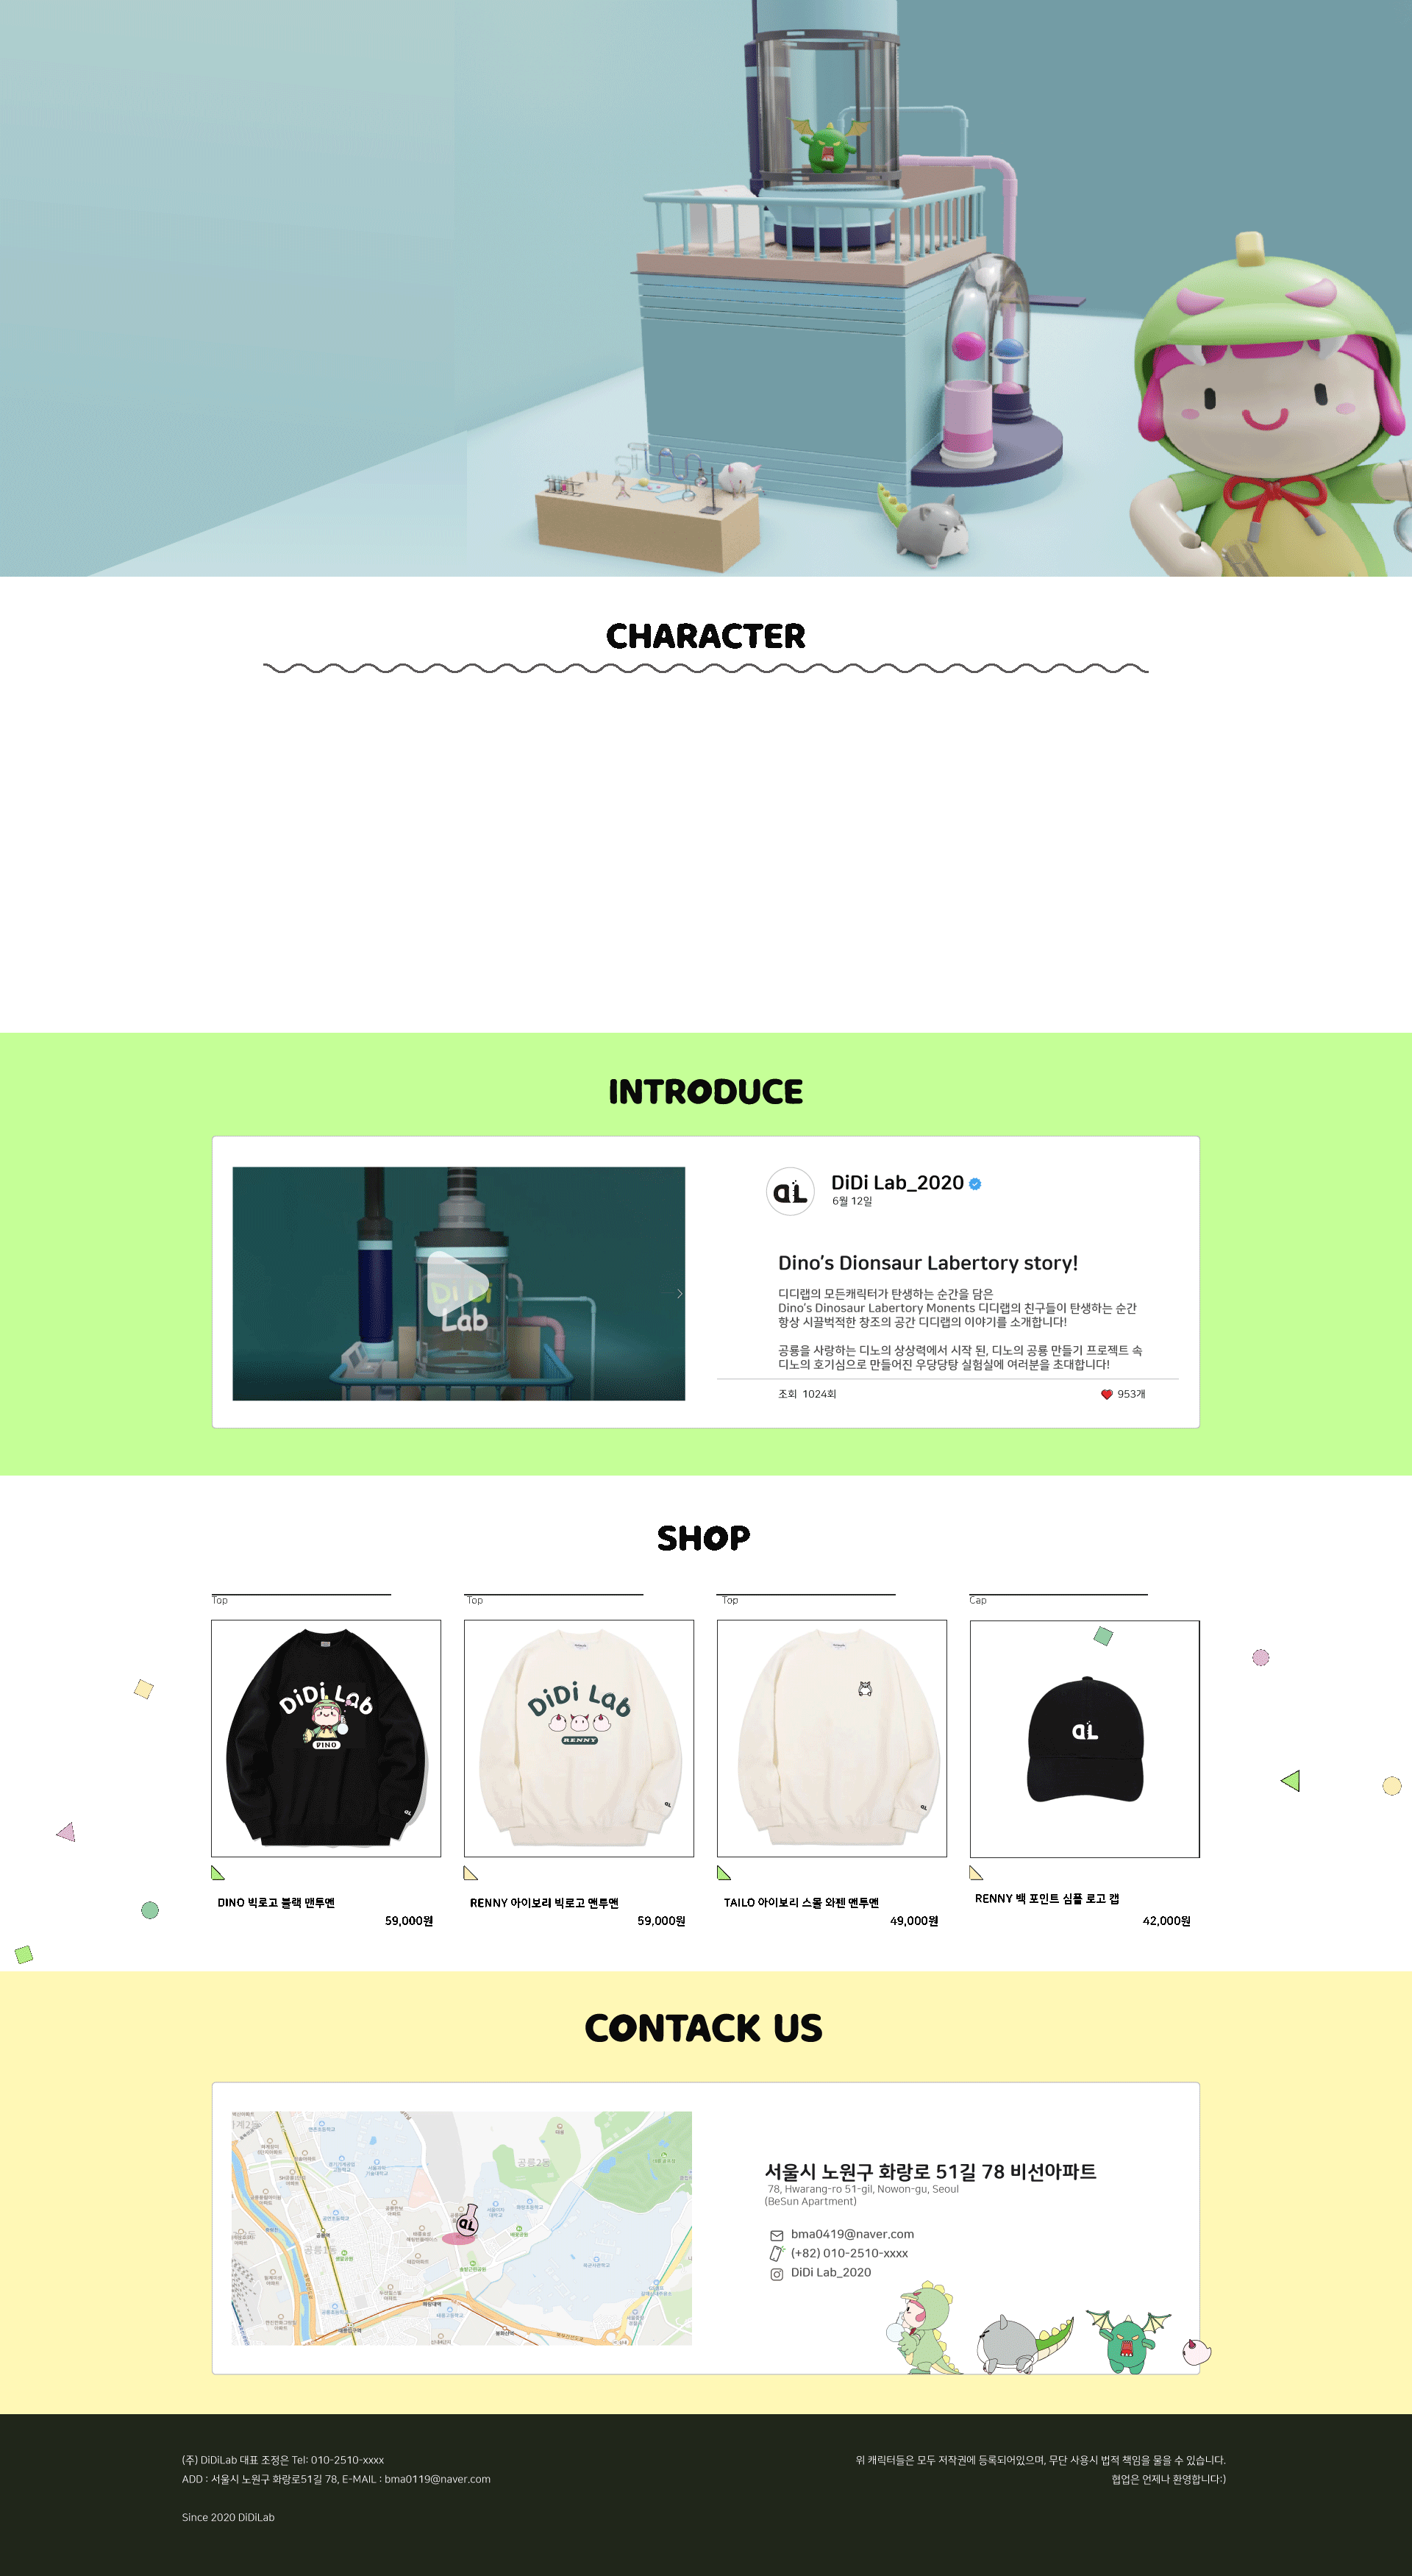 CHARACTER
INTRODUCE
DiDi Lab
dL
DiDi Lab_2020
6월 12일
Dino's Dionsaur Labertory story!
디디랩의 모든캐릭터가 탄생하는 순간을 담은
Dino's Dinosaur Labertory Monents 디디랩의 친구들이 탄생하는 순간
항상 시끌벅적한 창조의 공간 디디랩의 이야기를 소개합니다!
공룡을 사랑하는 디노의 상상력에서 시작 된, 디노의 공룡 만들기 프로젝트 속
디노의 호기심으로 만들어진 우당당탕 실험실에 여러분을 초대합니다!
조회 1024회
953개
SHOP
Top
Top
Top
Cap
DiDi Lab
DINO
DiDi Lab
RENNY
dL
DINO 빅로고 블랙 맨투맨
59,000원
RENNY 아이보리 빅로고 맨투맨
59,000원
TAILO 아이보리 스몰 와펜 맨투맨
49,000원
RENNY 백 포인트 심플 로고 캡
42,000원
CONTACK US
공릉2동
공릉1동
dL
서울시 노원구 화랑로 51길 78 비선아파트
78, Hwarang-ro 51-gil, Nowon-gu, Seoul
(BeSun Apartment)
bma0419@naver.com
(+82) 010-2510-xxxx
DiDi Lab_2020
(주) DiDiLab 대표 조정은 Tel: 010-2510-xxxx
ADD : 서울시 노원구 화랑로51길 78, E-MAIL : bma0119@naver.com
Since 2020 DiDiLab
위 캐릭터들은 모두 저작권에 등록되어있으며, 무단 사용시 법적 책임을 물을 수 있습니다.
협업은 언제나 환영합니다:)